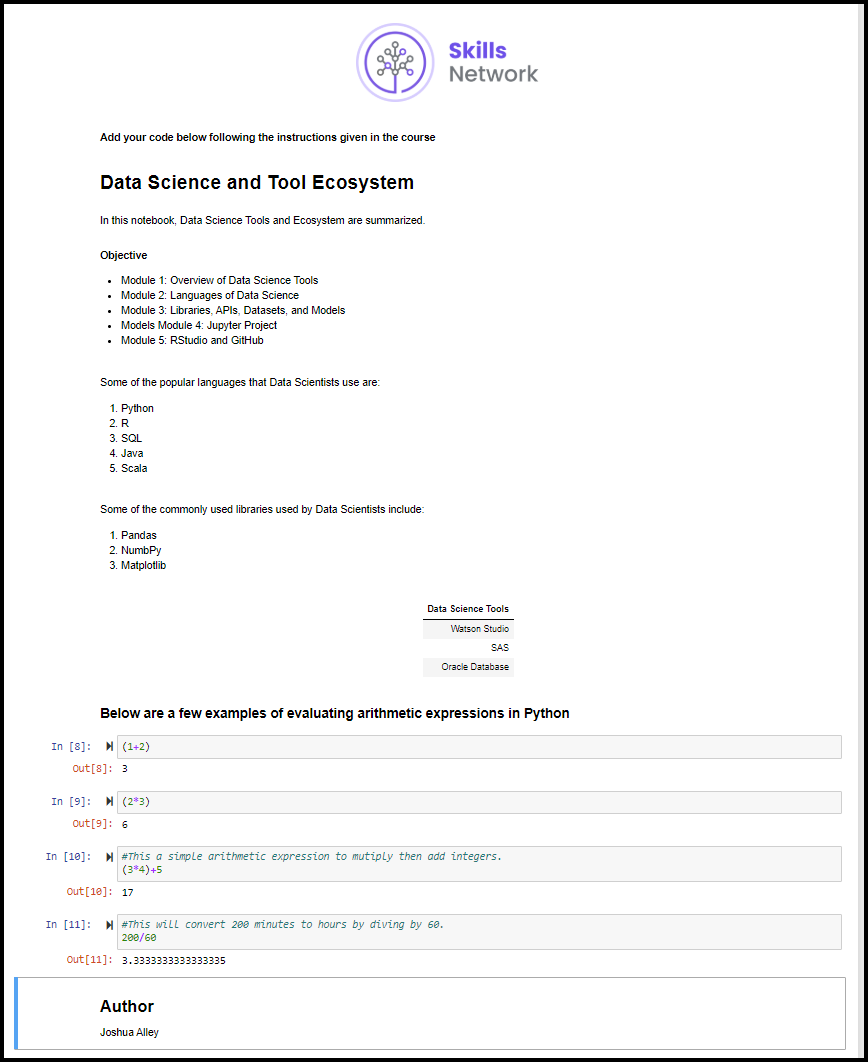 Skills
Network
Add your code below following the instructions given in the course
Data Science and Tool Ecosystem
In this notebook, Data Science Tools and Ecosystem are summarized.
Objective
• Module 1: Overview of Data Science Tools
• Module 2: Languages of Data Science
• Module 3: Libraries, APIs, Datasets, and Models
• Models Module 4: Jupyter Project
• Module 5: RStudio and GitHub
Some of the popular languages that Data Scientists use are:
1. Python
2. R
3. SQL
4. Java
5. Scala
Some of the commonly used libraries used by Data Scientists include:
1. Pandas
2. NumbPy
3. Matplotlib
Data Science Tools
Watson Studio
SAS
Oracle Database
Below are a few examples of evaluating arithmetic expressions in Python
In [8]: (1+2)
Out[8]: 3
In [9]: (2*3)
Out[9]: 6
In [10]: #This a simple arithmetic expression to mutiply then add integers.
(3*4)+5
Out[10]: 17
In [11]: #This will convert 200 minutes to hours by diving by 60.
200/60
Out[11]: 3.3333333333333335
Author
Joshua Alley